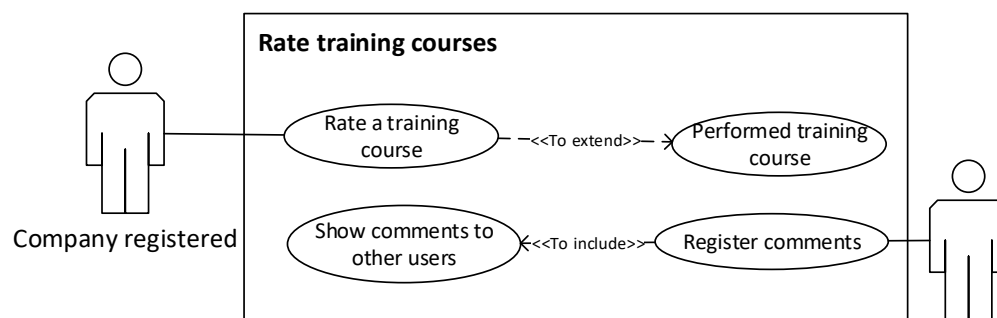 Rate training courses
Rate a training
course
<<To extend>>
Performed training
course
Company registered
Show comments to
other users
<<To include>>
Register comments